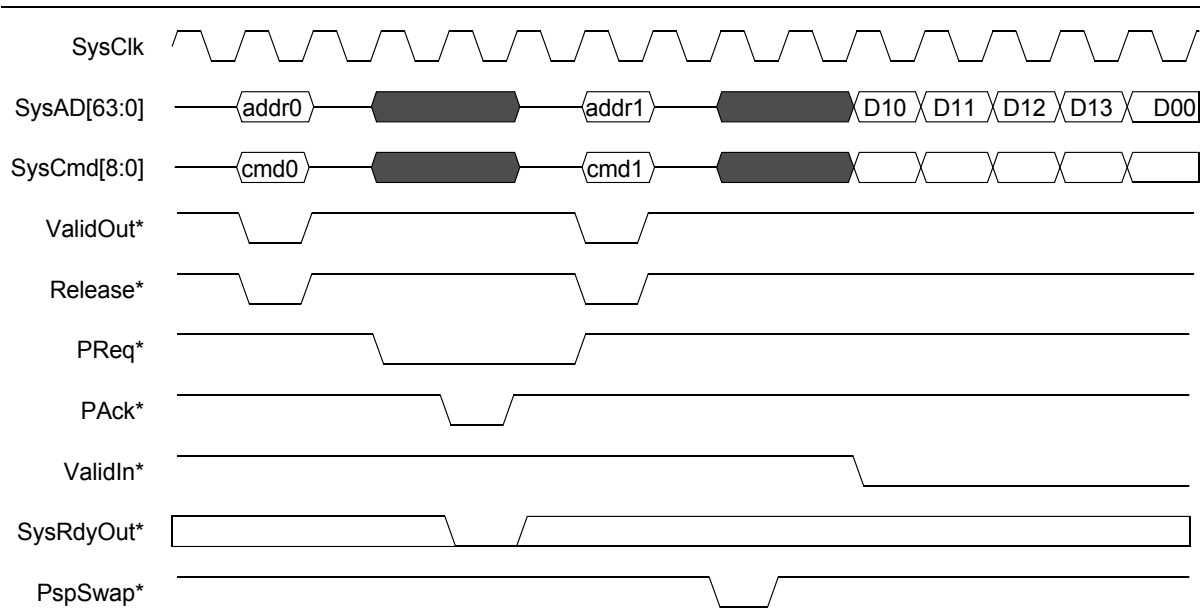 SysClk
SysAD[63:0] addr0 addr1 D10 D11 D12 D13 D00
SysCmd[8:0] cmd0 cmd1
ValidOut*
Release*
PReq*
PAck*
ValidIn*
SysRdyOut*
PspSwap*